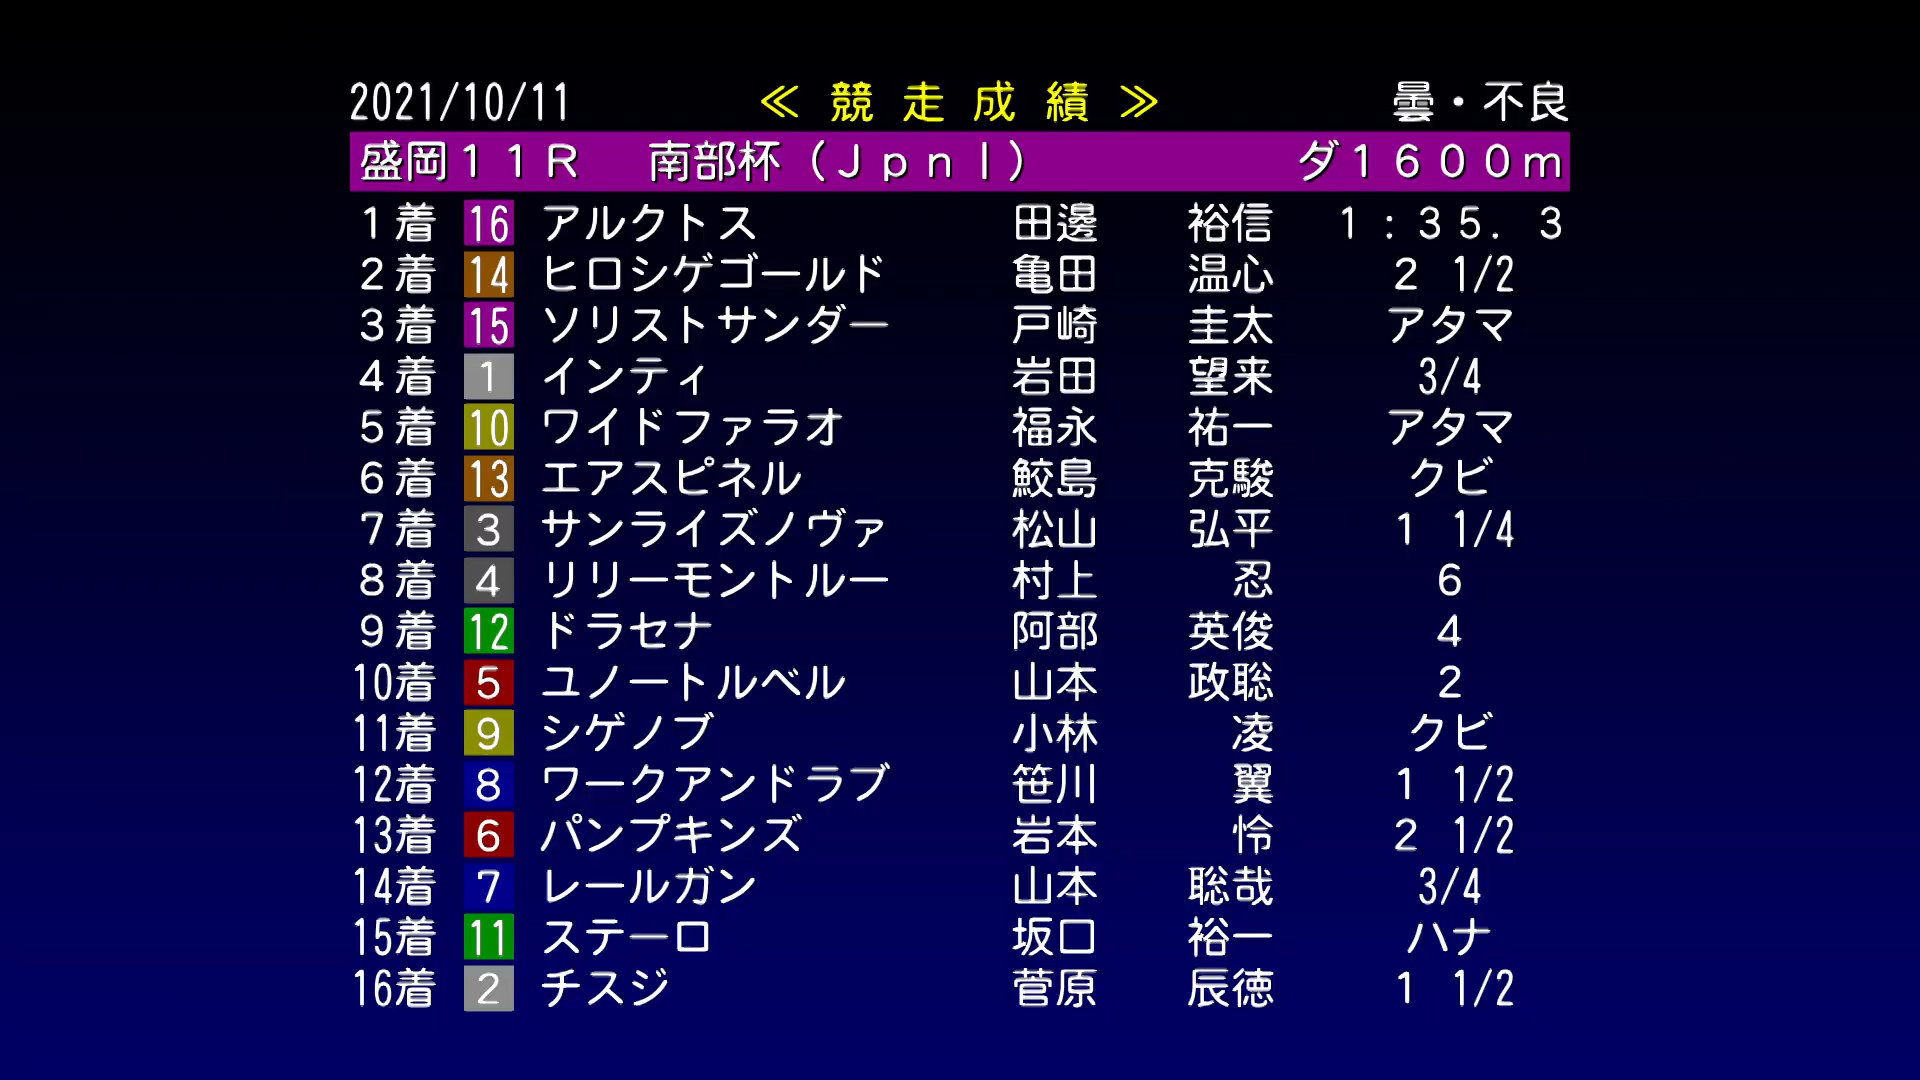 2021/10/11 ≪ 競走成績 ≫ 曇・不良
盛岡11R 南部杯(JpnⅠ) ダ1600m
1着 16 アルクトス 田邊 裕信 1:35.3
2着 14 ヒロシゲゴールド 亀田 温心 2 1/2
3着 15 ソリストサンダー 戸崎 圭太 アタマ
4着 1 インティ 岩田 望来 3/4
5着 10 ワイドファラオ 福永 祐一 アタマ
6着 13 エアスピネル 鮫島 克駿 クビ
7着 3 サンライズノヴァ 松山 弘平 1 1/4
8着 4 リリーモントルー 村上 忍 6
9着 12 ドラセナ 阿部 英俊 4
10着 5 ユノートルベル 山本 政聡 2
11着 9 シゲノブ 小林 凌 クビ
12着 8 ワークアンドラブ 笹川 翼 1 1/2
13着 6 パンプキンズ 岩本 怜 2 1/2
14着 7 レールガン 山本 聡哉 3/4
15着 11 ステーロ 坂口 裕一 ハナ
16着 2 チスジ 菅原 辰徳 1 1/2